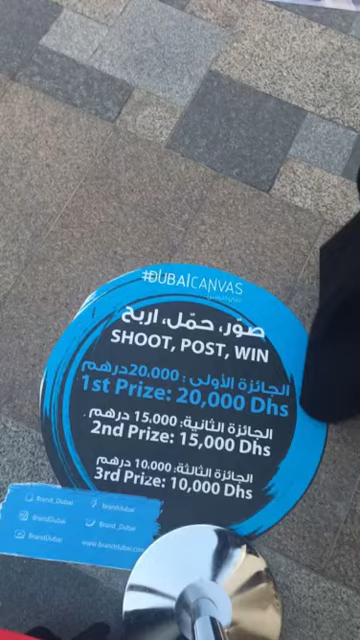 #DUBAICANVAS
صوّر، حمّل، اربح
SHOOT, POST, WIN
الجائزة الأولى: 20,000 درهم
1st Prize: 20,000 Dhs
الجائزة الثانية: 15,000 درهم
2nd Prize: 15,000 Dhs
الجائزة الثالثة: 10,000 درهم
3rd Prize: 10,000 Dhs
Brand_Dubai
branddubai
BrandDubai
Brand_Dubai
BrandDubai
www.branddubai.com